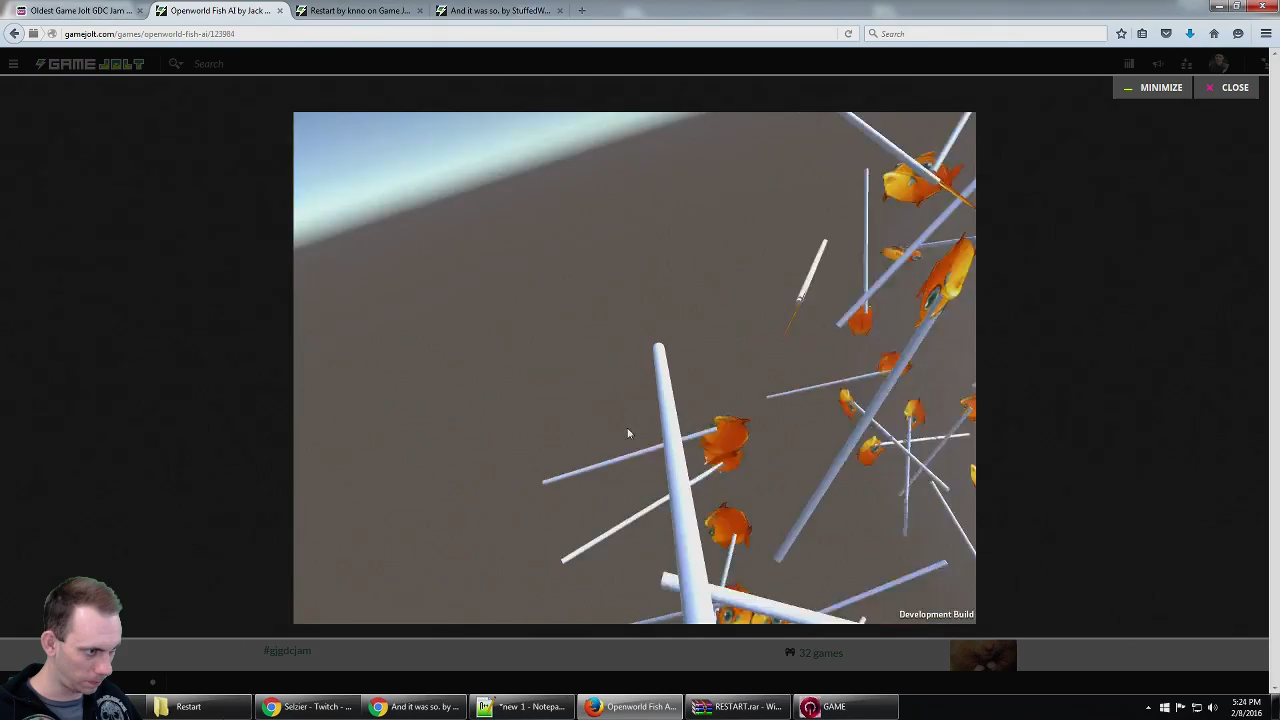 Oldest Game Jolt GDC Jam ...
Openworld Fish AI by Jack ...
Restart by knno on Game J...
And it was so. by StuffedW...
gamejolt.com/games/openworld-fish-ai/123984
Search
GAME JOLT
Search
MINIMIZE
CLOSE
Development Build
#gjgdcjam
32 games
Restart
Selzier - Twitch - ...
And it was so. by ...
*new 1 - Notepa...
Openworld Fish A...
RESTART.rar - Wi...
GAME
5:24 PM
2/8/2016